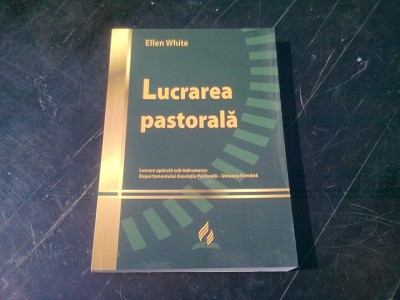 Ellen White
Lucrarea
pastorală
Lucrare apărută sub îndrumarea
Departamentului Asociația Pastorală - Uniunea Română